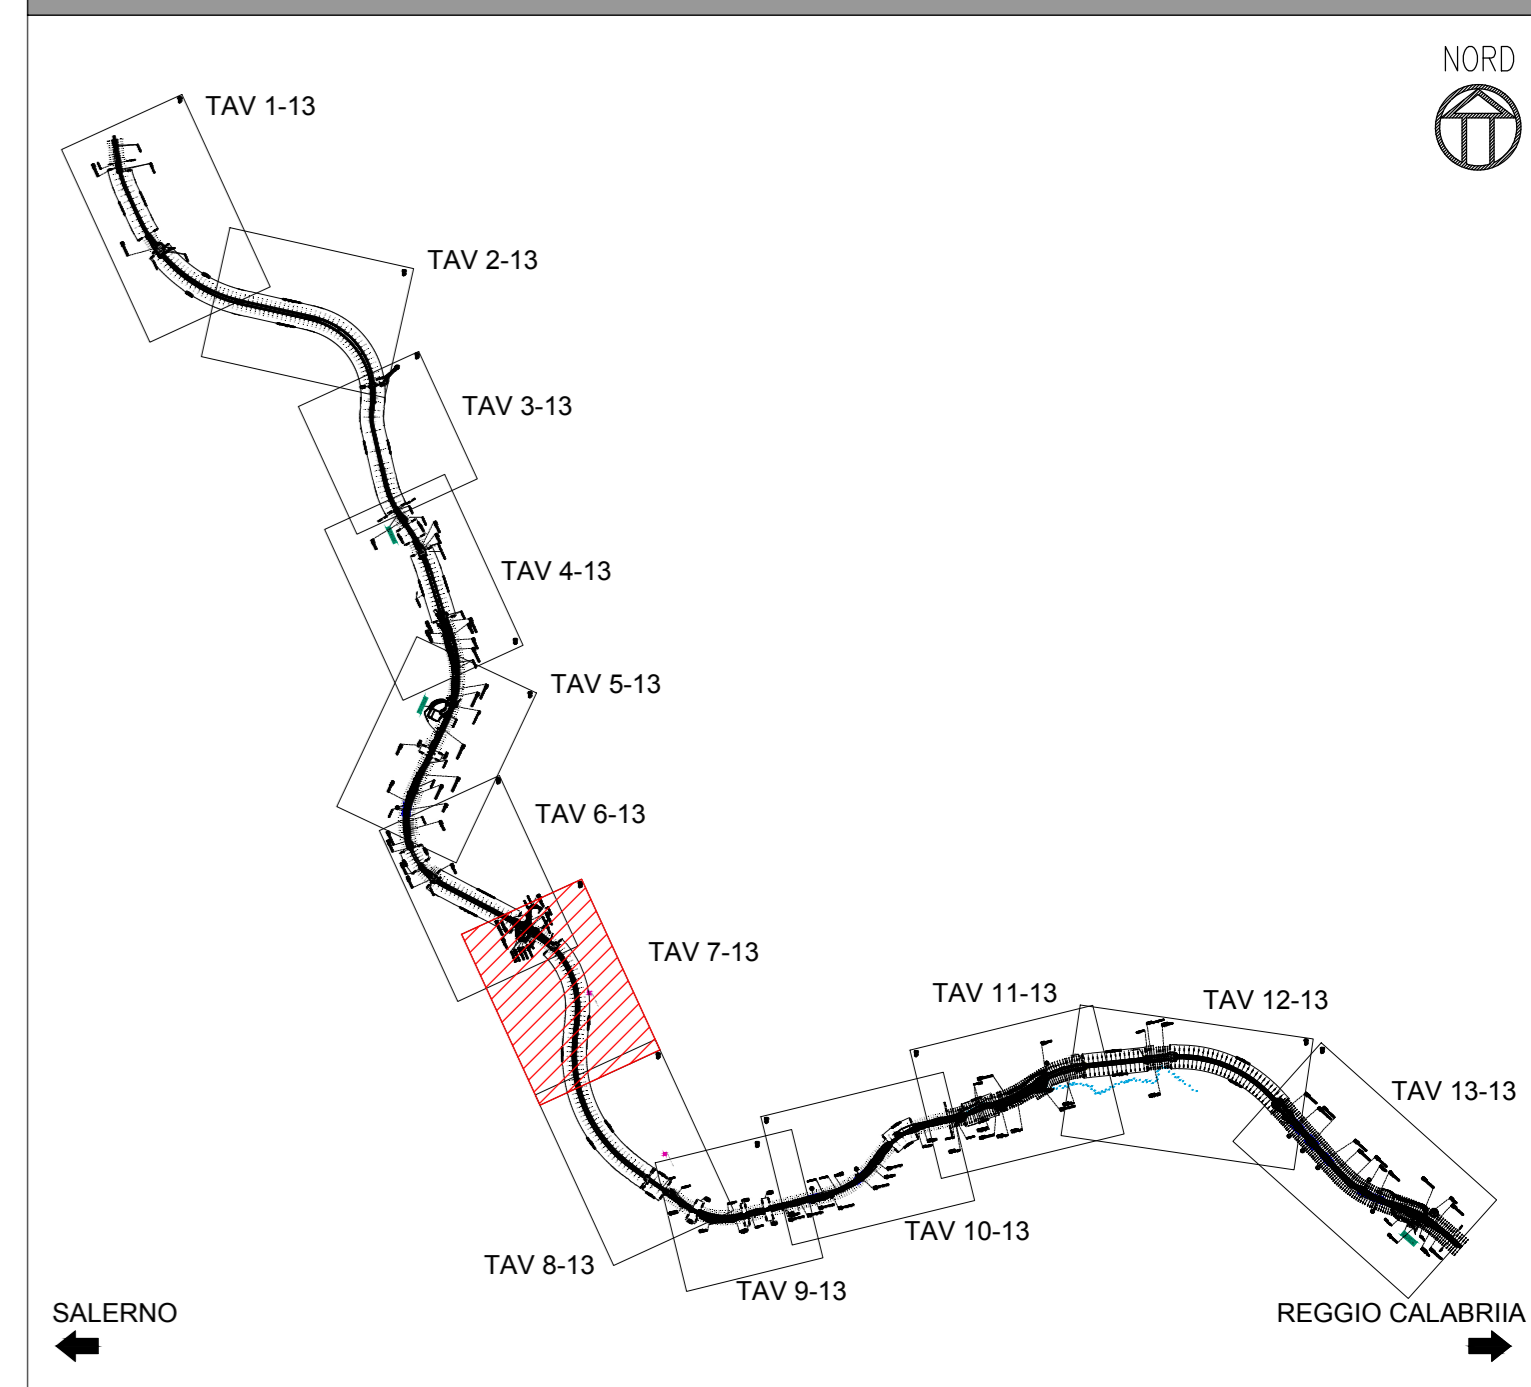 NORD
TAV 1-13
TAV 2-13
TAV 3-13
TAV 4-13
TAV 5-13
TAV 6-13
TAV 7-13
TAV 11-13
TAV 12-13
TAV 13-13
TAV 10-13
TAV 8-13
TAV 9-13
SALERNO
REGGIO CALABRIIA